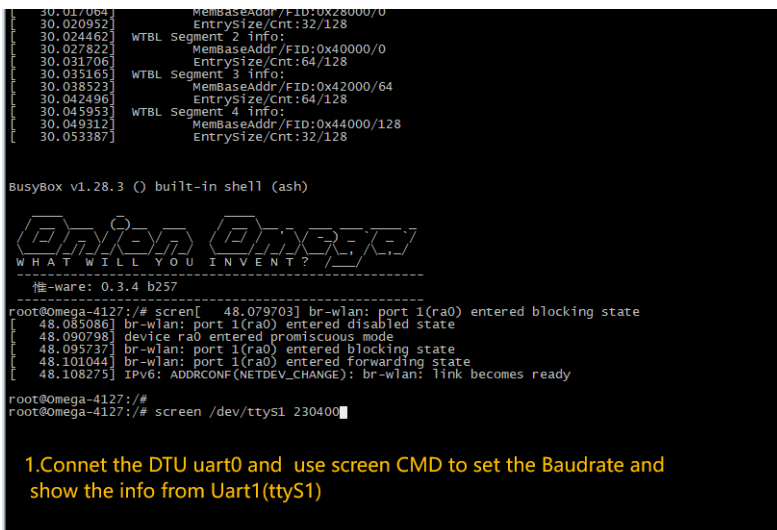 [   30.017064]           MemBaseAddr/FID:0x28000/0
[   30.020952]           EntrySize/Cnt:32/128
[   30.024462]  WTBL Segment 2 info:
[   30.027822]           MemBaseAddr/FID:0x40000/0
[   30.031706]           EntrySize/Cnt:64/128
[   30.035165]  WTBL Segment 3 info:
[   30.038523]           MemBaseAddr/FID:0x42000/64
[   30.042496]           EntrySize/Cnt:64/128
[   30.045953]  WTBL Segment 4 info:
[   30.049312]           MemBaseAddr/FID:0x44000/128
[   30.053387]           EntrySize/Cnt:32/128
BusyBox v1.28.3 () built-in shell (ash)
Onion Omega
W H A T   W I L L   Y O U   I N V E N T ?
惟-ware: 0.3.4 b257
root@Omega-4127:/# scren[   48.079703] br-wlan: port 1(ra0) entered blocking state
[   48.085086] br-wlan: port 1(ra0) entered disabled state
[   48.090798] device ra0 entered promiscuous mode
[   48.095737] br-wlan: port 1(ra0) entered blocking state
[   48.101044] br-wlan: port 1(ra0) entered forwarding state
[   48.108275] IPv6: ADDRCONF(NETDEV_CHANGE): br-wlan: link becomes ready
root@Omega-4127:/#
root@Omega-4127:/# screen /dev/ttyS1 230400
1.Connet the DTU uart0 and  use screen CMD to set the Baudrate and
show the info from Uart1(ttyS1)